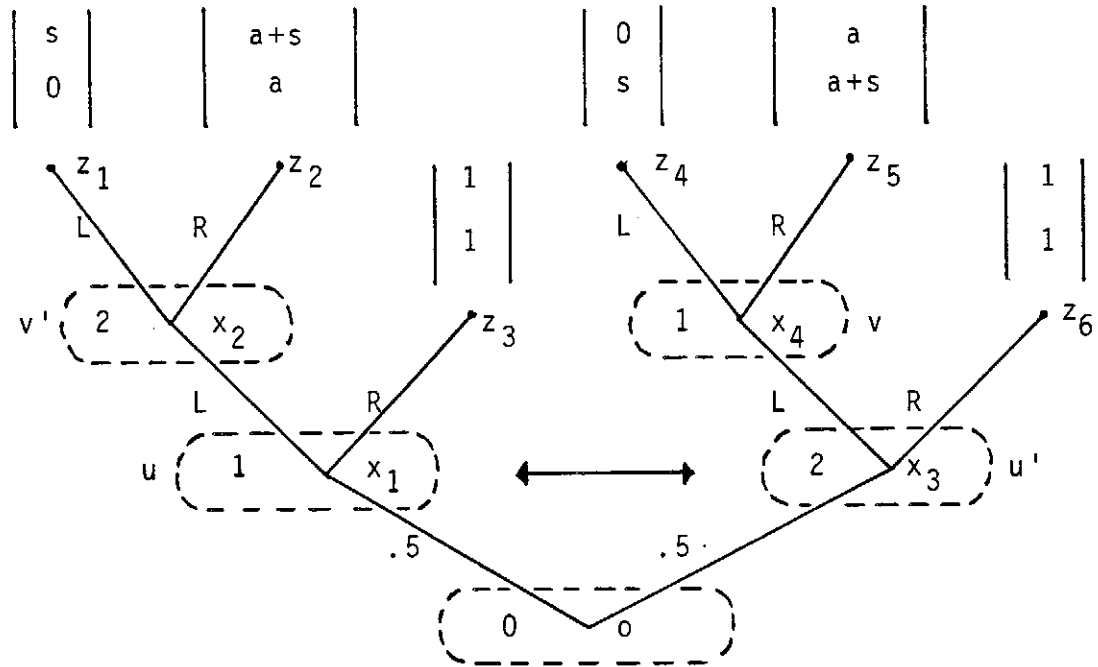 s a+s 0 a
0 a s a+s
z1 z2 1 z4 z5 1
L R 1 L R 1
v' 2 x2 z3 1 x4 v z6
L R L R
u 1 x1 2 x3 u'
.5 .5
0 o